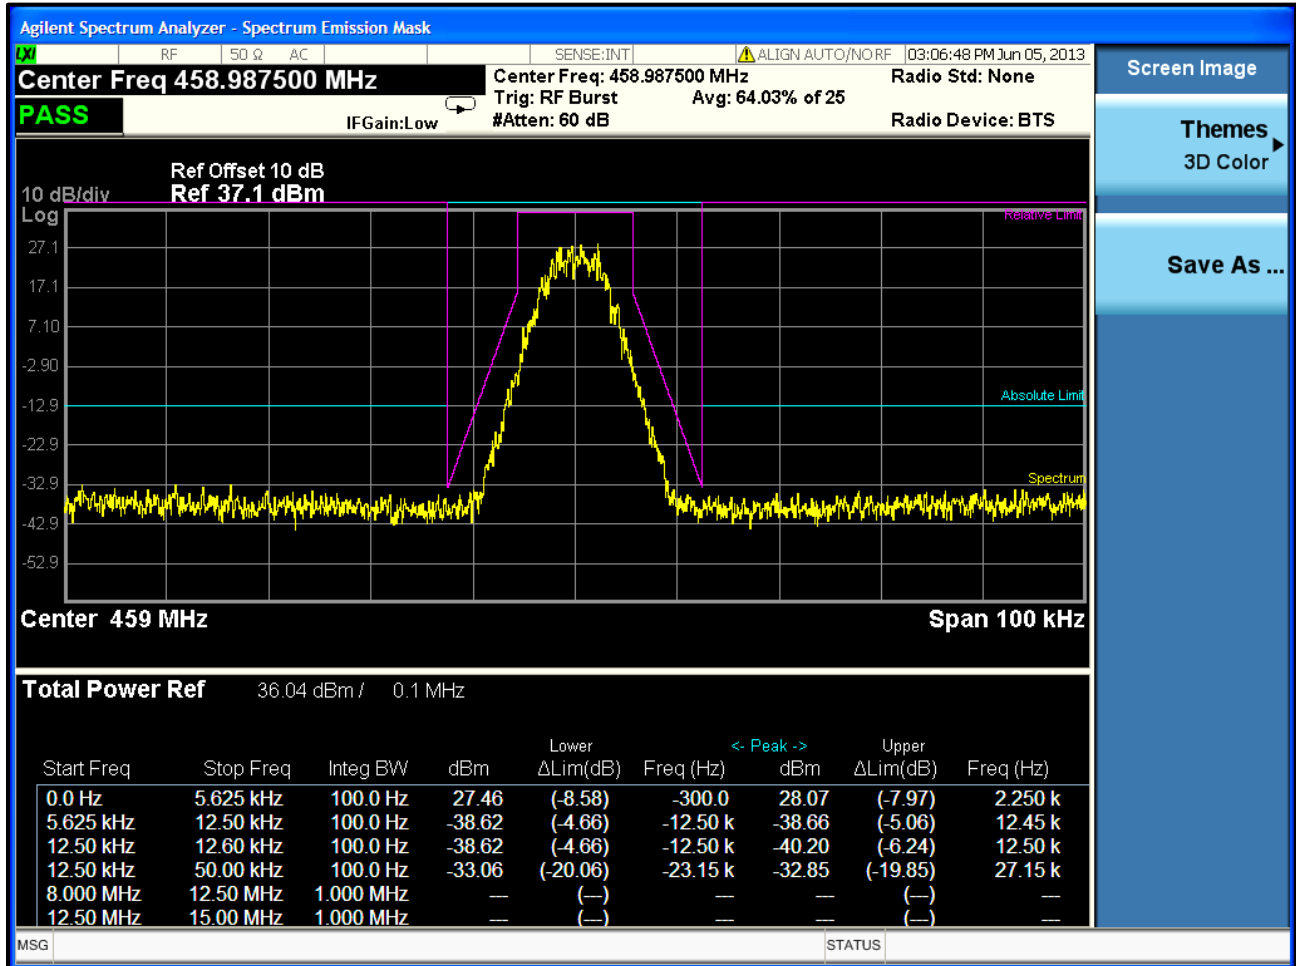 Agilent Spectrum Analyzer - Spectrum Emission Mask
LXI RF 50 Ω AC SENSE:INT ALIGN AUTO/NO RF 03:06:48 PM Jun 05, 2013
Center Freq 458.987500 MHz
Center Freq: 458.987500 MHz Radio Std: None
Trig: RF Burst Avg: 64.03% of 25
PASS IFGain:Low #Atten: 60 dB Radio Device: BTS
Ref Offset 10 dB
10 dB/div Ref 37.1 dBm
Log
Relative Limit
27.1
17.1
7.10
-2.90
Absolute Limit
-12.9
-22.9
Spectrum
-32.9
-42.9
-52.9
Center 459 MHz Span 100 kHz
Total Power Ref 36.04 dBm / 0.1 MHz
Lower <- Peak -> Upper
Start Freq Stop Freq Integ BW dBm ΔLim(dB) Freq (Hz) dBm ΔLim(dB) Freq (Hz)
0.0 Hz 5.625 kHz 100.0 Hz 27.46 (-8.58) -300.0 28.07 (-7.97) 2.250 k
5.625 kHz 12.50 kHz 100.0 Hz -38.62 (-4.66) -12.50 k -38.66 (-5.06) 12.45 k
12.50 kHz 12.60 kHz 100.0 Hz -38.62 (-4.66) -12.50 k -40.20 (-6.24) 12.50 k
12.50 kHz 50.00 kHz 100.0 Hz -33.06 (-20.06) -23.15 k -32.85 (-19.85) 27.15 k
8.000 MHz 12.50 MHz 1.000 MHz --- (---) --- --- (---) ---
12.50 MHz 15.00 MHz 1.000 MHz --- (---) --- --- (---) ---
MSG STATUS
Screen Image
Themes
3D Color
Save As ...